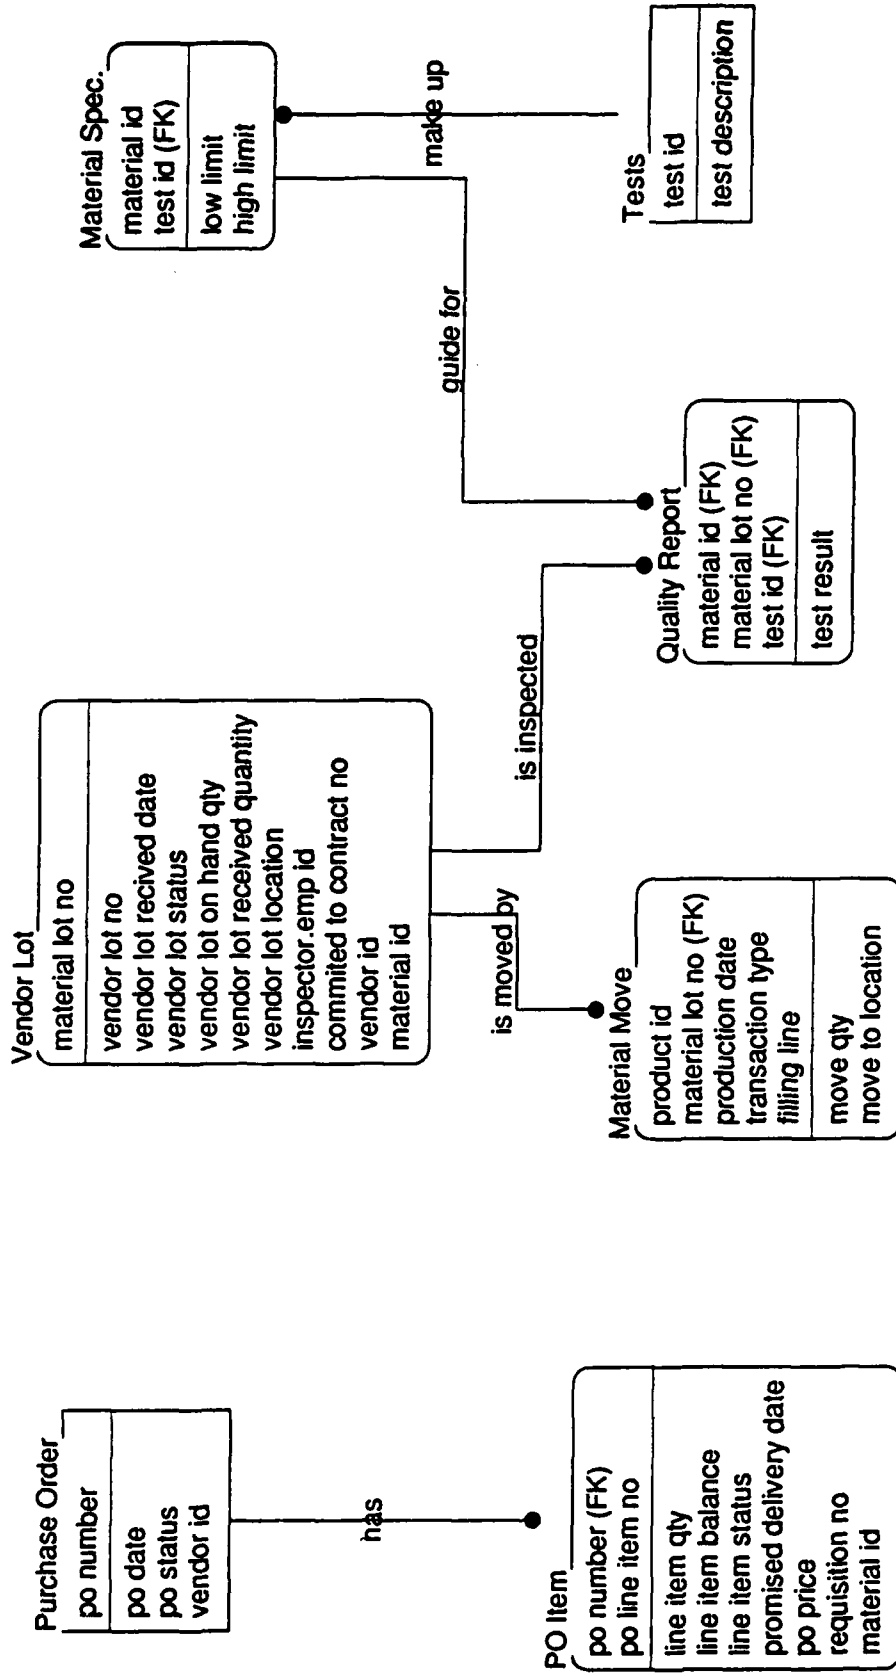 Purchase Order
po number
po date
po status
vendor id
has
PO Item
po number (FK)
po line item no
line item qty
line item balance
line item status
promised delivery date
po price
requisition no
material id
Vendor Lot
material lot no
vendor lot no
vendor lot recived date
vendor lot status
vendor lot on hand qty
vendor lot received quantity
vendor lot location
inspector.emp id
commited to contract no
vendor id
material id
is moved by
is inspected
Material Move
product id
material lot no (FK)
production date
transaction type
filling line
move qty
move to location
Quality Report
material id (FK)
material lot no (FK)
test id (FK)
test result
guide for
Material Spec.
material id
test id (FK)
low limit
high limit
make up
Tests
test id
test description